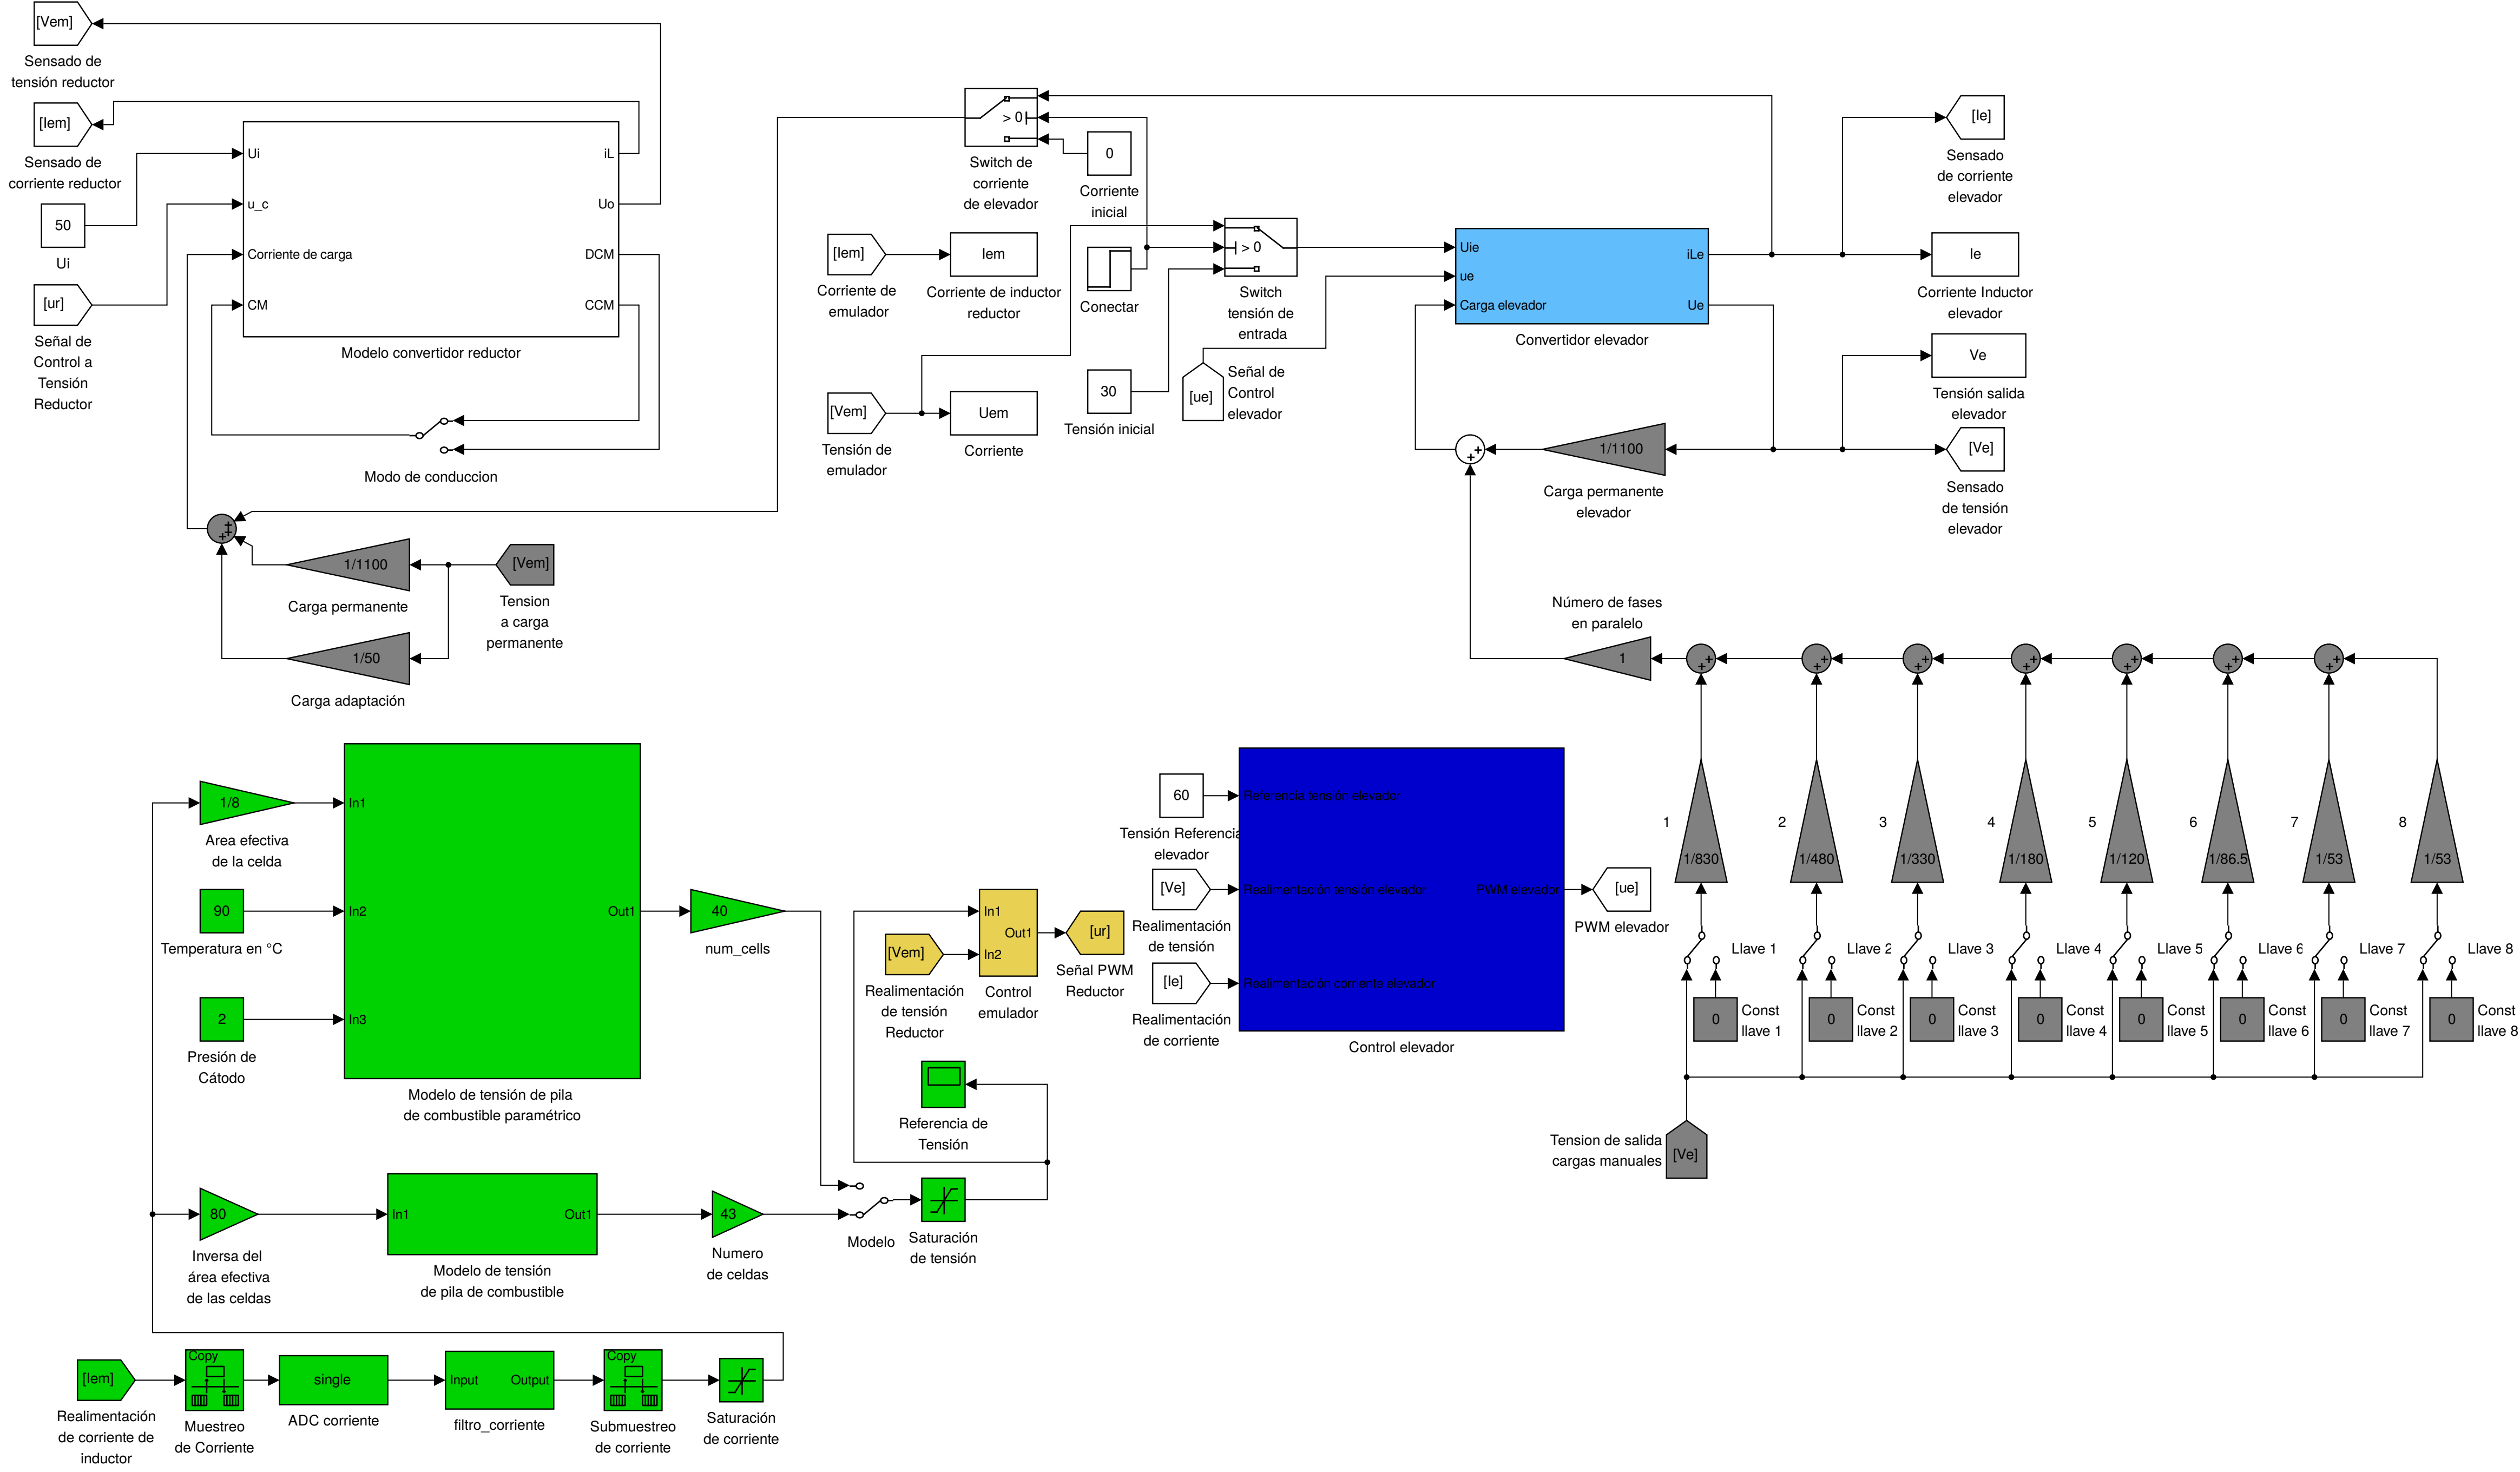 [Vem]
Sensado de
tensión reductor
[Iem]
Sensado de
corriente reductor
50
Ui
[ur]
Señal de
Control a
Tensión
Reductor
Ui
u_c
Corriente de carga
CM
iL
Uo
DCM
CCM
Modelo convertidor reductor
Modo de conduccion
+
+
+
1/1100
Carga permanente
[Vem]
Tension
a carga
permanente
1/50
Carga adaptación
> 0
Switch de
corriente
de elevador
0
Corriente
inicial
[Iem]
Corriente de
emulador
Iem
Corriente de inductor
reductor
Conectar
> 0
Switch
tensión de
entrada
[Vem]
Tensión de
emulador
Uem
Corriente
30
Tensión inicial
[ue]
Señal de
Control
elevador
Uie
ue
Carga elevador
iLe
Ue
Convertidor elevador
[Ie]
Sensado
de corriente
elevador
Ie
Corriente Inductor
elevador
Ve
Tensión salida
elevador
[Ve]
Sensado
de tensión
elevador
+
+
1/1100
Carga permanente
elevador
Número de fases
en paralelo
1
+
+
+
+
+
+
+
+
+
+
+
+
+
+
1
1/830
2
1/480
3
1/330
4
1/180
5
1/120
6
1/86.5
7
1/53
8
1/53
Llave 1
Llave 2
Llave 3
Llave 4
Llave 5
Llave 6
Llave 7
Llave 8
0
Const
llave 1
0
Const
llave 2
0
Const
llave 3
0
Const
llave 4
0
Const
llave 5
0
Const
llave 6
0
Const
llave 7
0
Const
llave 8
Tension de salida
cargas manuales
[Ve]
1/8
Area efectiva
de la celda
90
Temperatura en °C
2
Presión de
Cátodo
In1
In2
In3
Out1
Modelo de tensión de pila
de combustible paramétrico
40
num_cells
80
Inversa del
área efectiva
de las celdas
In1
Out1
Modelo de tensión
de pila de combustible
43
Numero
de celdas
Modelo
Saturación
de tensión
Referencia de
Tensión
[Vem]
Realimentación
de tensión
Reductor
In1
In2
Out1
Control
emulador
[ur]
Señal PWM
Reductor
60
Tensión Referencia
elevador
[Ve]
Realimentación
de tensión
[Ie]
Realimentación
de corriente
Referencia tensión elevador
Realimentación tensión elevador
Realimentación corriente elevador
PWM elevador
Control elevador
[ue]
PWM elevador
[Iem]
Realimentación
de corriente de
inductor
Copy
Muestreo
de Corriente
single
ADC corriente
Input
Output
filtro_corriente
Copy
Submuestreo
de corriente
Saturación
de corriente